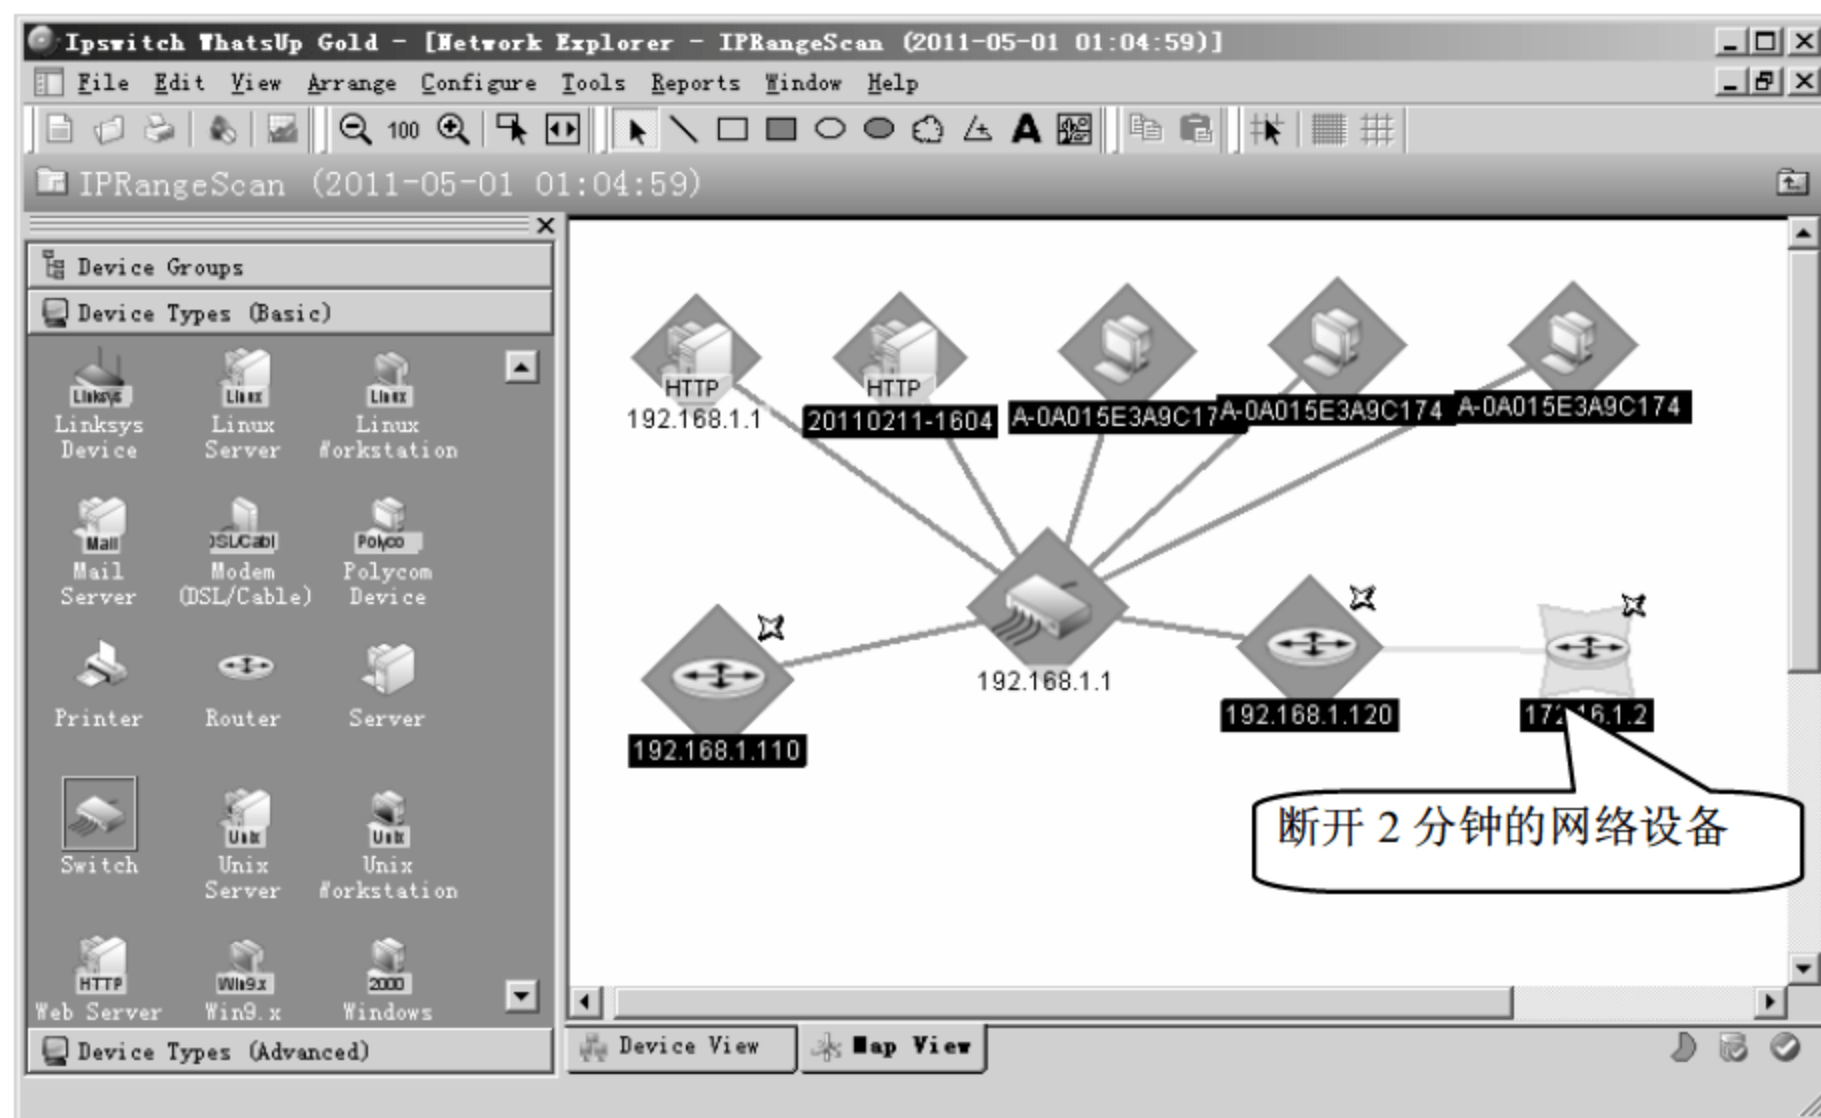 Ipswitch WhatsUp Gold - [Network Explorer - IPRangeScan (2011-05-01 01:04:59)]
File Edit View Arrange Configure Tools Reports Window Help
100
A
IPRangeScan (2011-05-01 01:04:59)
Device Groups
Device Types (Basic)
Linksys Linux Linux
Linksys Linux Linux
Device Server Workstation
Mail DSL/Cabl Polyco
Mail Modem Polycom
Server (DSL/Cable) Device
Printer Router Server
Unix Unix
Switch Unix Unix
Server Workstation
HTTP Win9.x 2000
Web Server Win9.x Windows
Device Types (Advanced)
HTTP HTTP
192.168.1.1 20110211-1604 A-0A015E3A9C17 A-0A015E3A9C174 A-0A015E3A9C174
192.168.1.1
192.168.1.110
192.168.1.120
172.16.1.2
断开 2 分钟的网络设备
Device View Map View